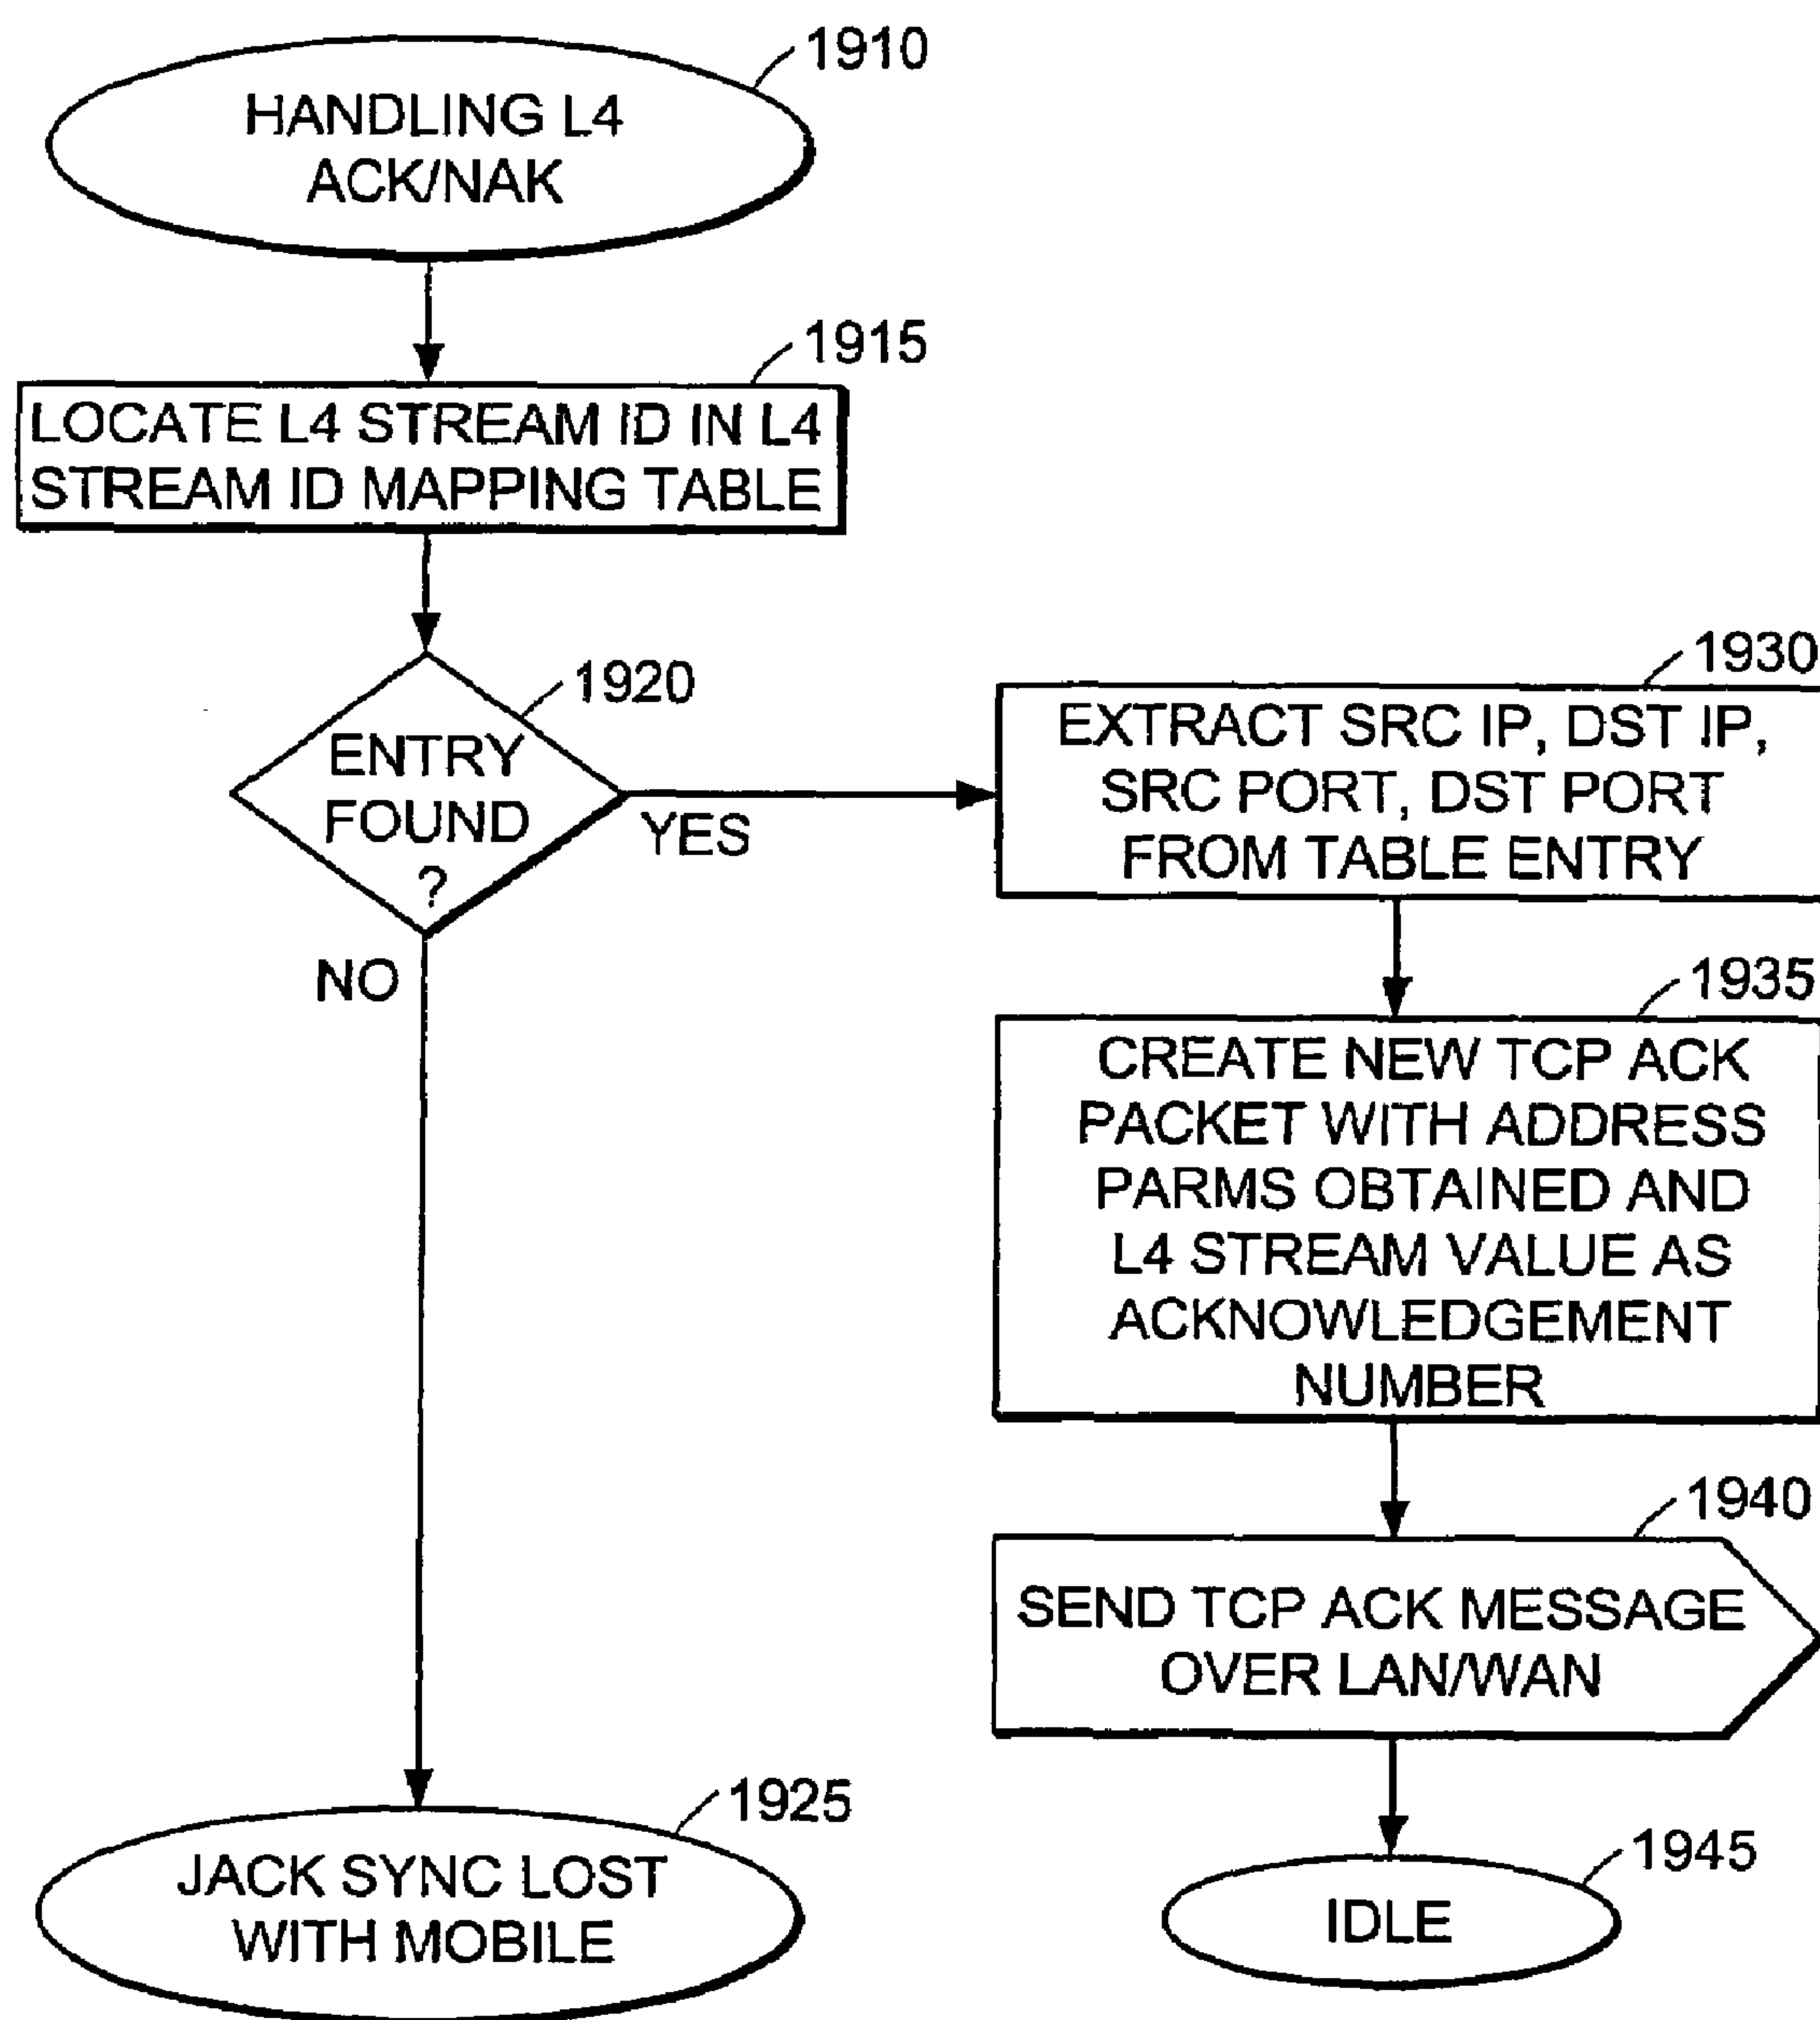 1910
HANDLING L4
ACK/NAK
1915
LOCATE L4 STREAM ID IN L4
STREAM ID MAPPING TABLE
1920
ENTRY
FOUND
?
YES
NO
1930
EXTRACT SRC IP, DST IP,
SRC PORT, DST PORT
FROM TABLE ENTRY
1935
CREATE NEW TCP ACK
PACKET WITH ADDRESS
PARMS OBTAINED AND
L4 STREAM VALUE AS
ACKNOWLEDGEMENT
NUMBER
1940
SEND TCP ACK MESSAGE
OVER LAN/WAN
1925
JACK SYNC LOST
WITH MOBILE
1945
IDLE